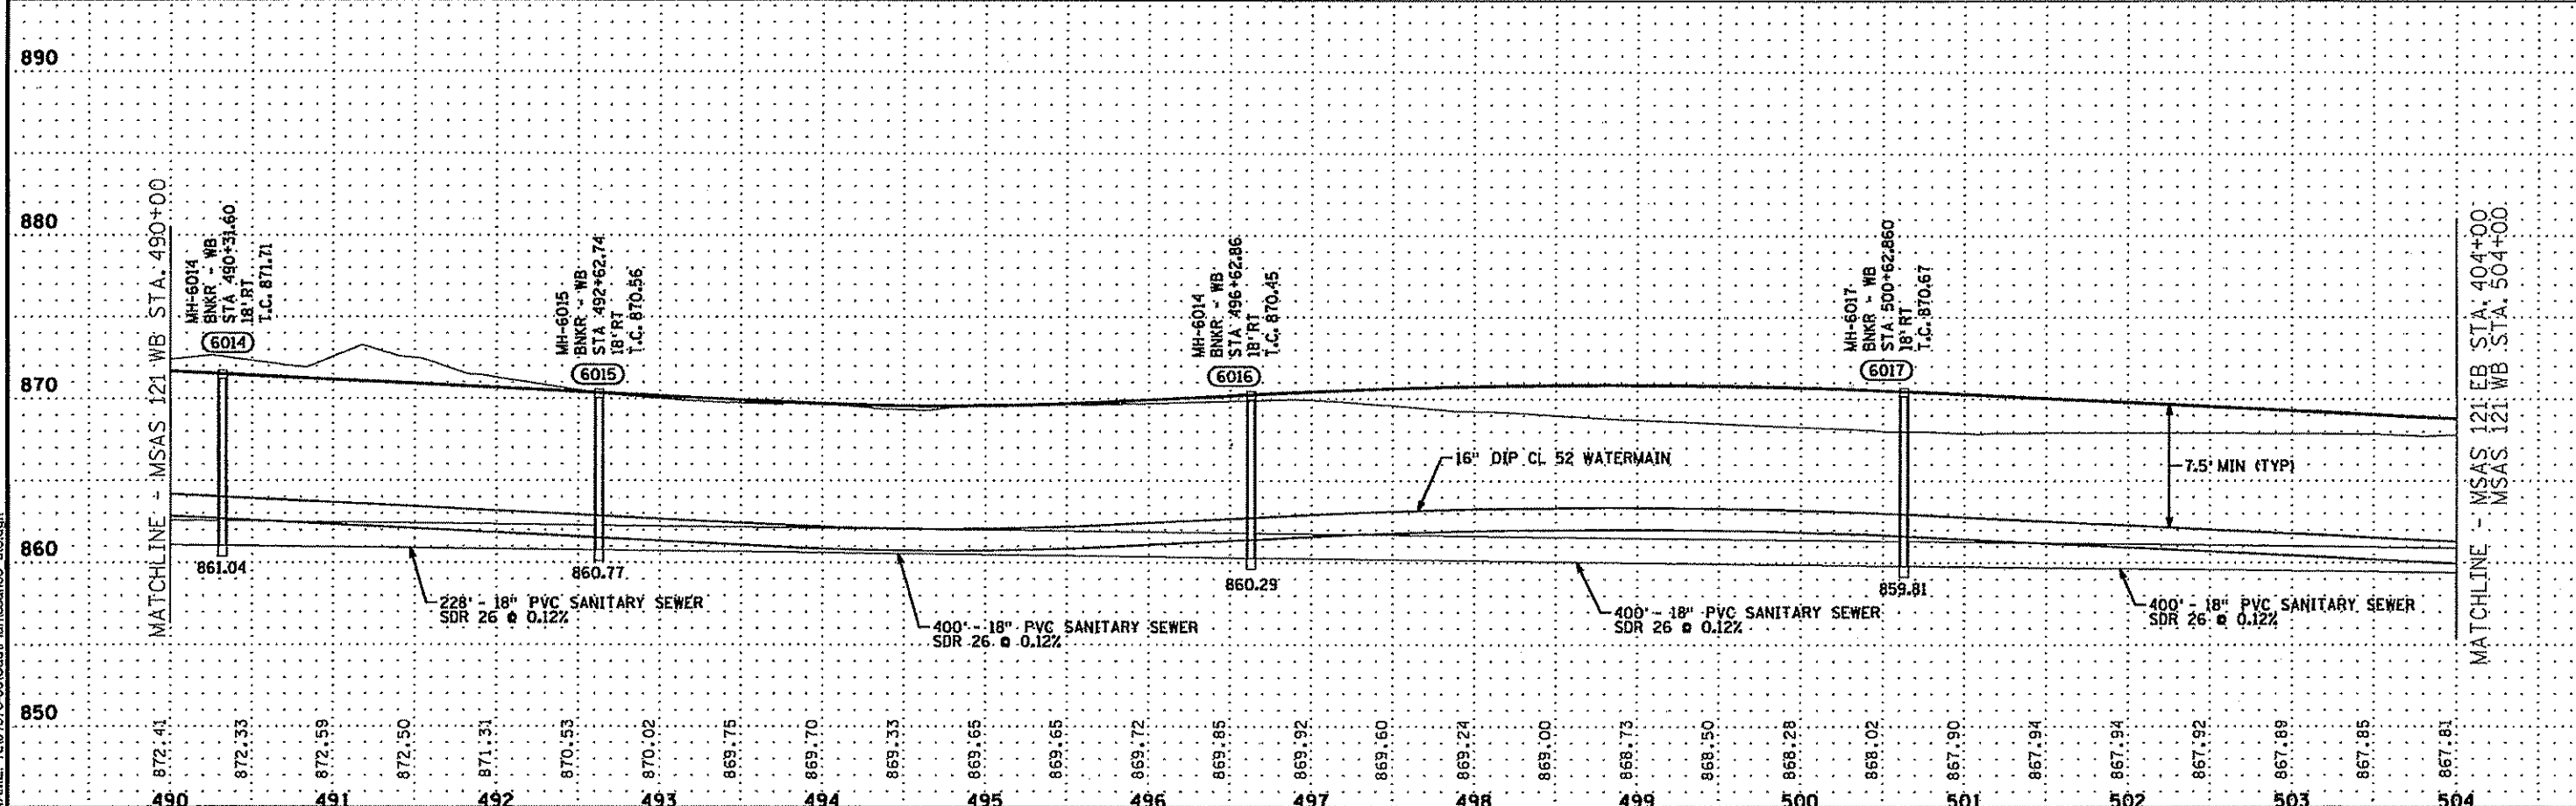 890
880
870
860
850
MATCHLINE - MSAS 121 WB STA. 490+00
MH-6014
BNKR - WB
STA 490+31.60
18' RT
T.C. 871.71
6014
861.04
228' - 18" PVC SANITARY SEWER
SDR 26 @ 0.12%
MH-6015
BNKR - WB
STA 492+62.74
18' RT
T.C. 870.56
6015
860.77
400' - 18" PVC SANITARY SEWER
SDR 26 @ 0.12%
MH-6014
BNKR - WB
STA 496+62.86
18' RT
T.C. 870.45
6016
860.29
16" DIP CL 52 WATERMAIN
400' - 18" PVC SANITARY SEWER
SDR 26 @ 0.12%
MH-6017
BNKR - WB
STA 500+62.860
18' RT
T.C. 870.67
6017
859.81
7.5' MIN (TYP)
400' - 18" PVC SANITARY SEWER
SDR 26 @ 0.12%
MATCHLINE - MSAS 121 EB STA. 404+00
MSAS 121 WB STA. 504+00
872.41
872.33
872.59
872.50
871.31
870.53
870.02
869.75
869.70
869.33
869.65
869.65
869.72
869.85
869.92
869.60
869.24
869.00
868.73
868.50
868.28
868.02
867.90
867.94
867.94
867.92
867.89
867.85
867.81
490
491
492
493
494
495
496
497
498
499
500
501
502
503
504